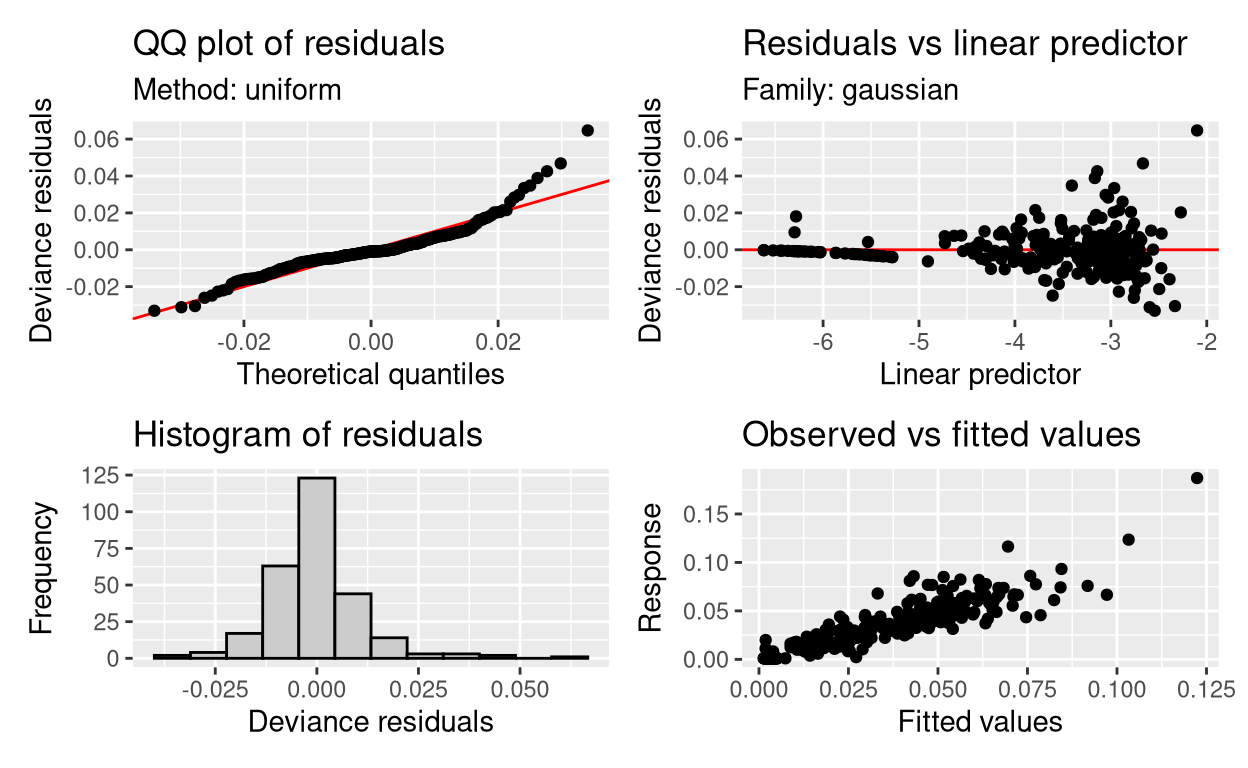 QQ plot of residuals
Method: uniform
Deviance residuals
0.06
0.04
0.02
0.00
-0.02
-0.02
0.00
0.02
Theoretical quantiles
Residuals vs linear predictor
Family: gaussian
Deviance residuals
0.06
0.04
0.02
0.00
-0.02
-6
-5
-4
-3
-2
Linear predictor
Histogram of residuals
Frequency
125
100
75
50
25
0
-0.025
0.000
0.025
0.050
Deviance residuals
Observed vs fitted values
Response
0.15
0.10
0.05
0.00
0.000
0.025
0.050
0.075
0.100
0.125
Fitted values